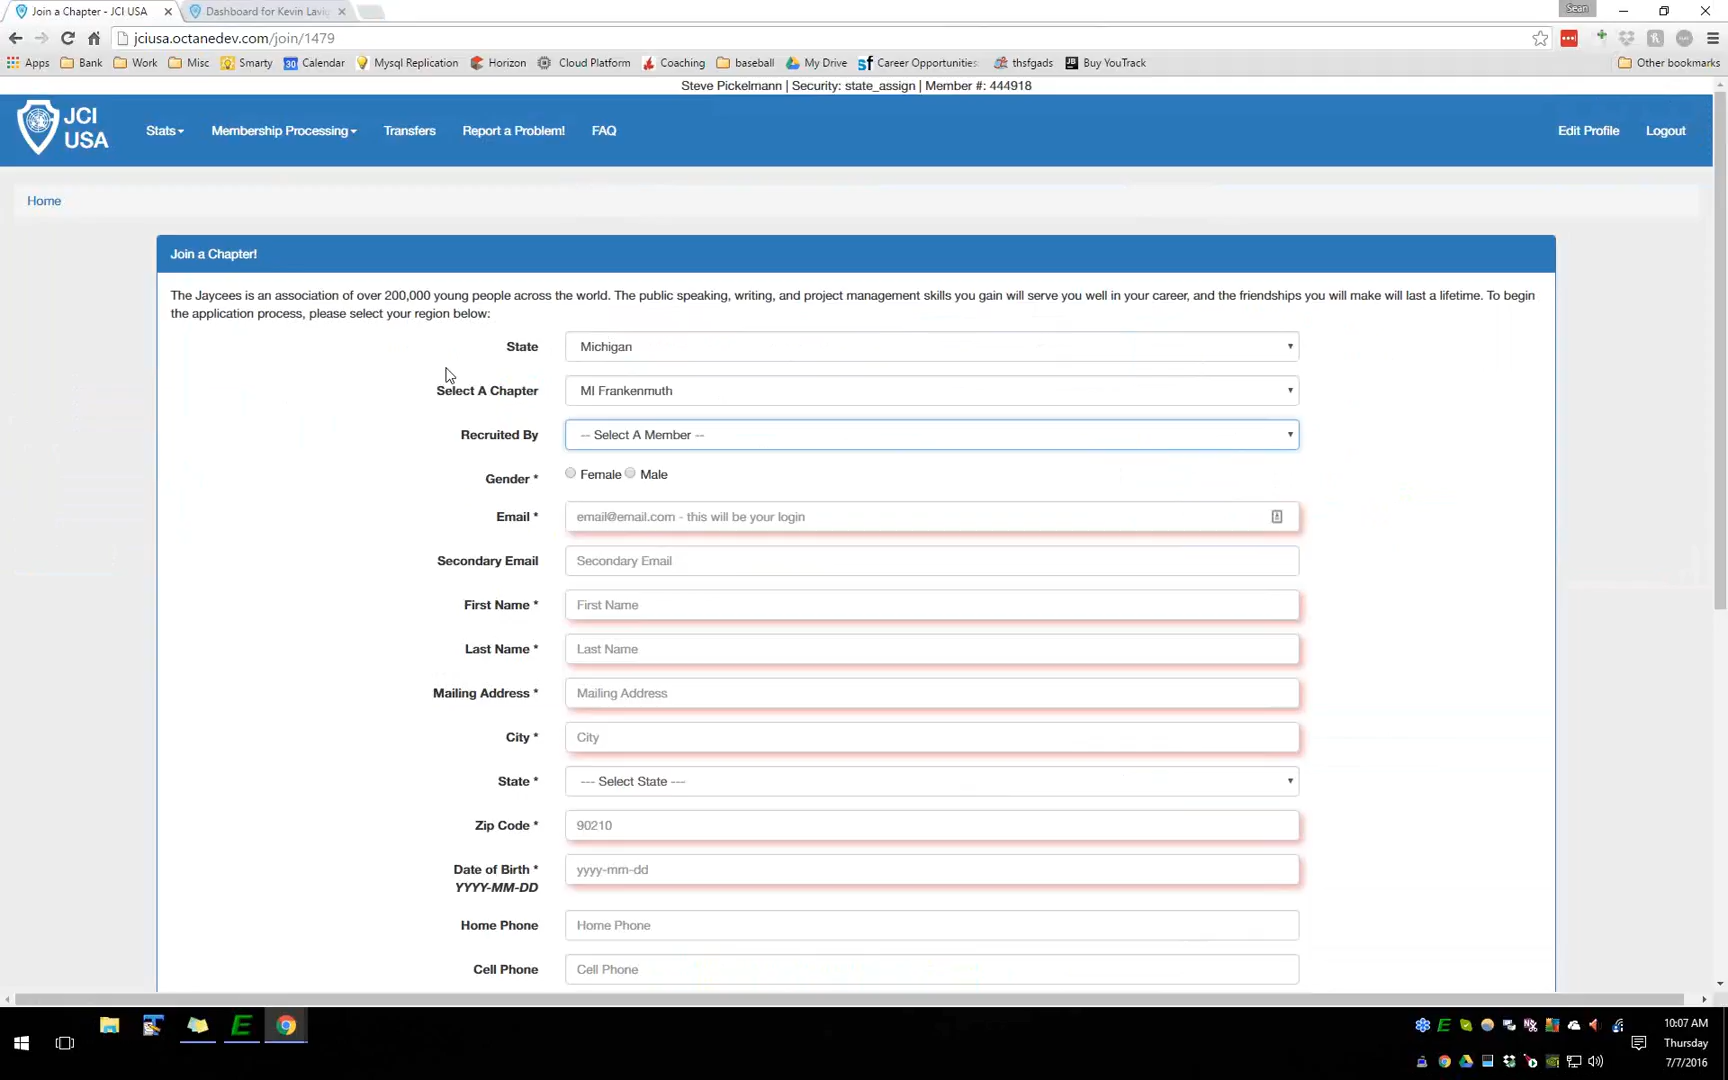 Join a Chapter - JCI USA
Dashboard for Kevin Lavi
Sean
jciusa.octanedev.com/join/1479
Apps
Bank
Work
Misc
Smarty
Calendar
Mysql Replication
Horizon
Cloud Platform
Coaching
baseball
My Drive
Career Opportunities:
thsfgads
Buy YouTrack
Other bookmarks
Steve Pickelmann | Security: state_assign | Member #: 444918
JCI
USA
Stats
Membership Processing
Transfers
Report a Problem!
FAQ
Edit Profile
Logout
Home
Join a Chapter!
The Jaycees is an association of over 200,000 young people across the world. The public speaking, writing, and project management skills you gain will serve you well in your career, and the friendships you will make will last a lifetime. To begin
the application process, please select your region below:
State Michigan
Select A Chapter MI Frankenmuth
Recruited By -- Select A Member --
Gender * Female Male
Email * email@email.com - this will be your login
Secondary Email Secondary Email
First Name * First Name
Last Name * Last Name
Mailing Address * Mailing Address
City * City
State * --- Select State ---
Zip Code * 90210
Date of Birth * yyyy-mm-dd
YYYY-MM-DD
Home Phone Home Phone
Cell Phone Cell Phone
10:07 AM
Thursday
7/7/2016